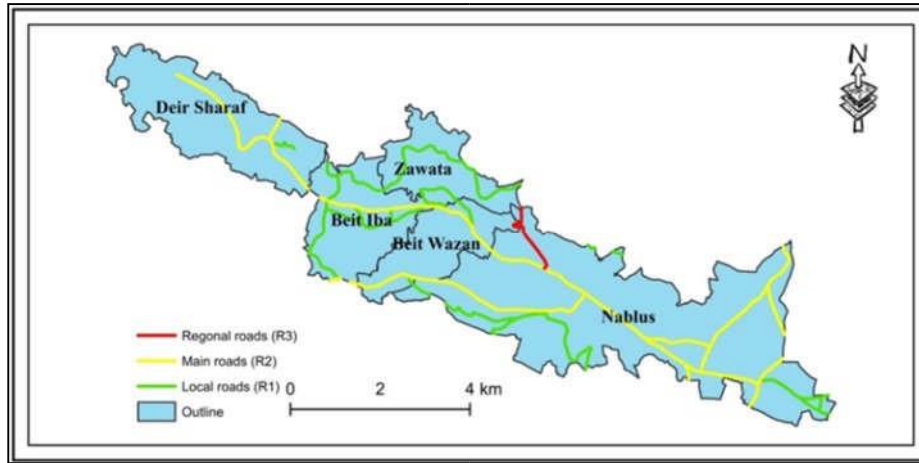 N
Deir Sharaf
Zawata
Beit Iba
Beit Wazan
Nablus
Regonal roads (R3)
Main roads (R2)
Local roads (R1)
Outline
0 2 4 km